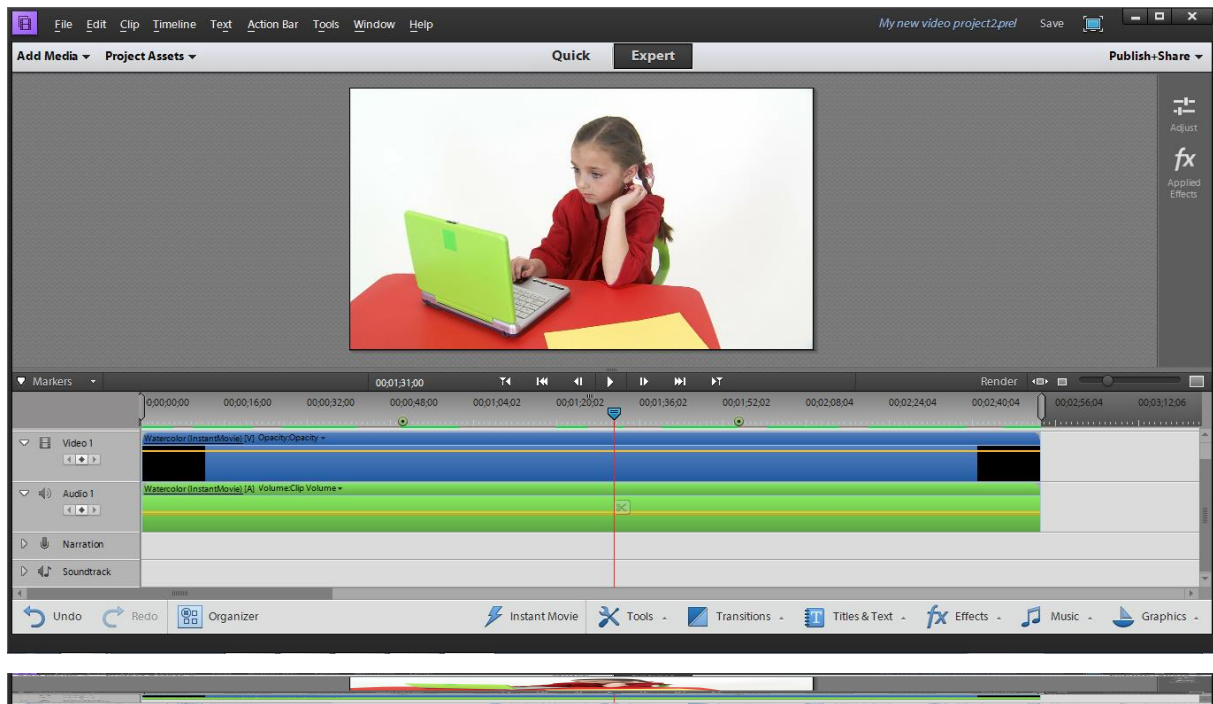 File Edit Clip Timeline Text Action Bar Tools Window Help My new video project2.prel Save
Add Media Project Assets Quick Expert Publish+Share
Adjust
fx
Applied
Effects
Markers 00;01;31;00 Render
0;00;00;00 00;00;16;00 00;00;32;00 00;00;48;00 00;01;04;02 00;01;20;02 00;01;36;02 00;01;52;02 00;02;08;04 00;02;24;04 00;02;40;04 00;02;56;04 00;03;12;06
Video 1 Watercolor (InstantMovie) [V] Opacity:Opacity
Audio 1 Watercolor (InstantMovie) [A] Volume:Clip Volume
Narration
Soundtrack
Undo Redo Organizer Instant Movie Tools Transitions T Titles & Text fx Effects Music Graphics